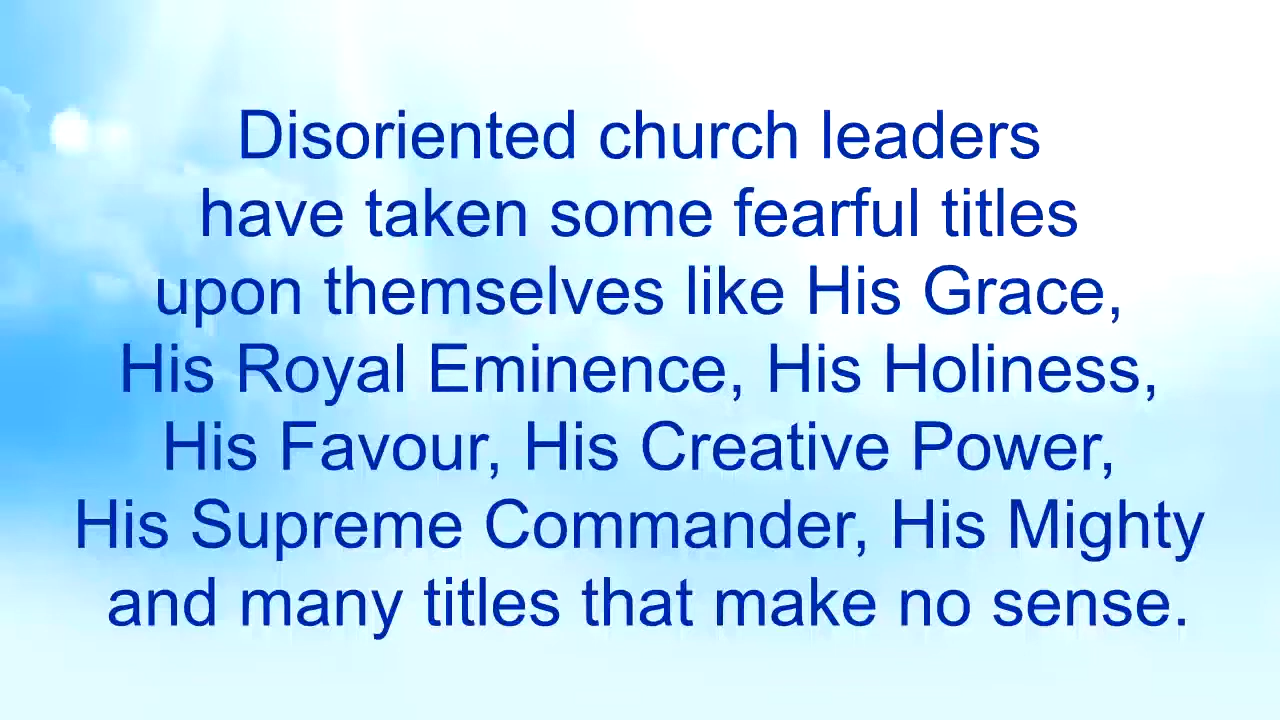 Disoriented church leaders
have taken some fearful titles
upon themselves like His Grace,
His Royal Eminence, His Holiness,
His Favour, His Creative Power,
His Supreme Commander, His Mighty
and many titles that make no sense.